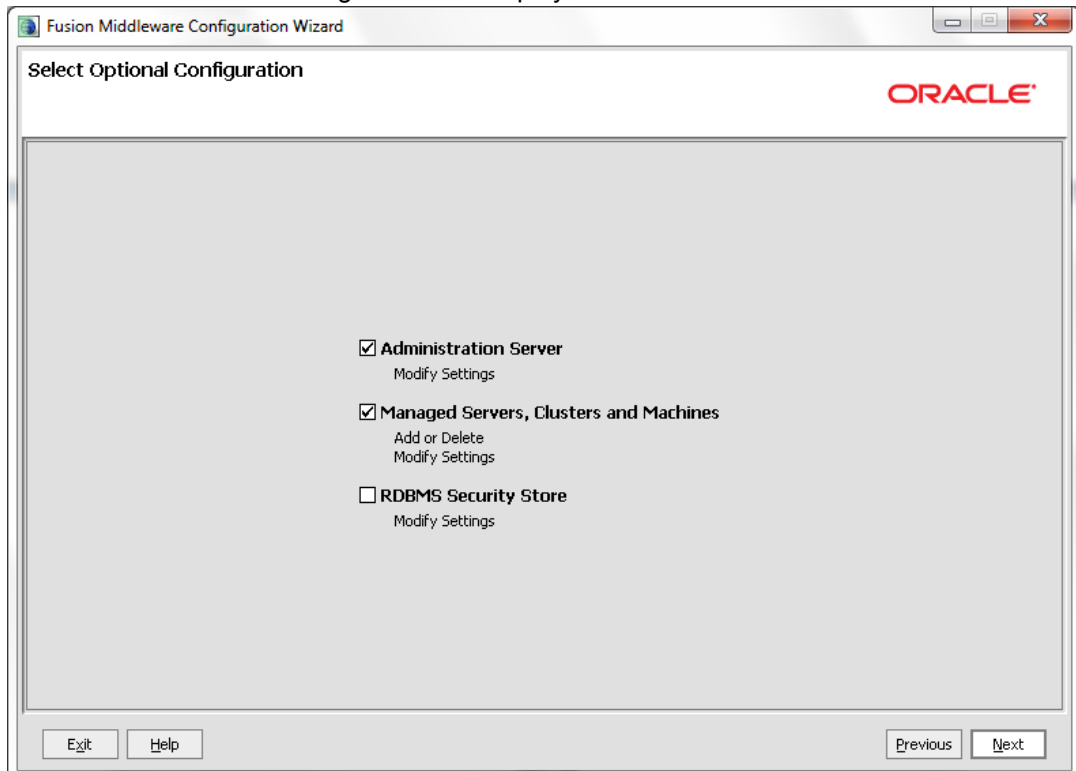 Fusion Middleware Configuration Wizard
Select Optional Configuration
ORACLE
Administration Server
Modify Settings
Managed Servers, Clusters and Machines
Add or Delete
Modify Settings
RDBMS Security Store
Modify Settings
Exit Help Previous Next